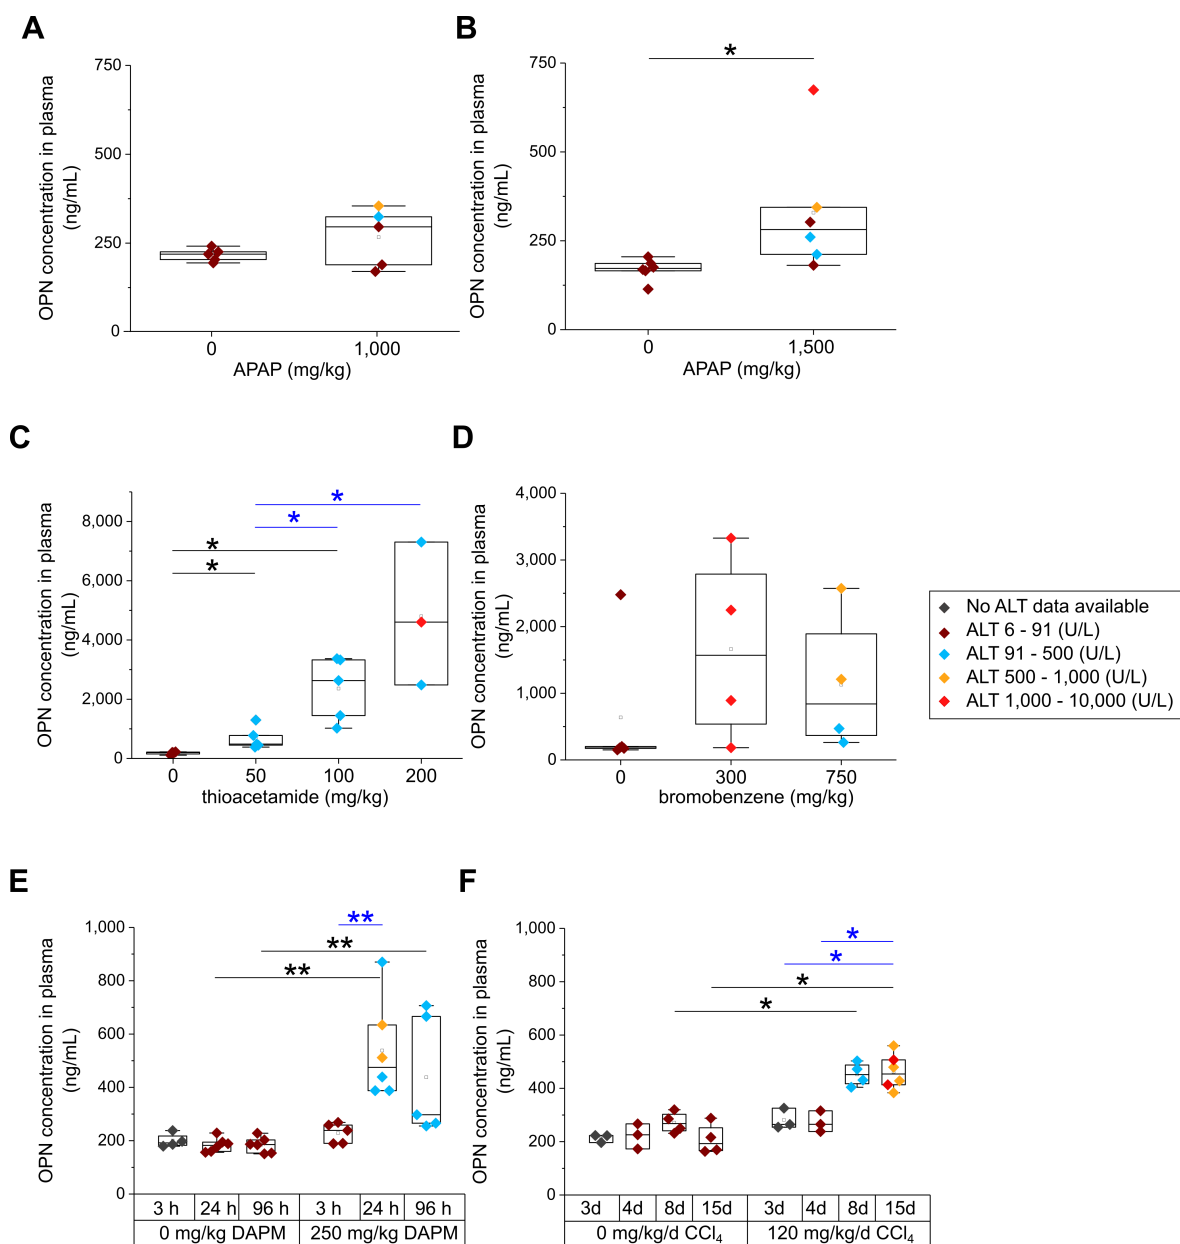 A
OPN concentration in plasma
(ng/mL)
750
500
250
0
0
1,000
APAP (mg/kg)
B
OPN concentration in plasma
(ng/mL)
750
500
250
0
*
0
1,500
APAP (mg/kg)
C
OPN concentration in plasma
(ng/mL)
8,000
6,000
4,000
2,000
0
*
*
*
*
0
50
100
200
thioacetamide (mg/kg)
D
OPN concentration in plasma
(ng/mL)
4,000
3,000
2,000
1,000
0
0
300
750
bromobenzene (mg/kg)
No ALT data available
ALT 6 - 91 (U/L)
ALT 91 - 500 (U/L)
ALT 500 - 1,000 (U/L)
ALT 1,000 - 10,000 (U/L)
E
OPN concentration in plasma
(ng/mL)
1,000
800
600
400
200
0
**
**
**
3 h 24 h 96 h 3 h 24 h 96 h
0 mg/kg DAPM 250 mg/kg DAPM
F
OPN concentration in plasma
(ng/mL)
1,000
800
600
400
200
0
*
*
*
*
3d 4d 8d 15d 3d 4d 8d 15d
0 mg/kg/d CCl₄ 120 mg/kg/d CCl₄